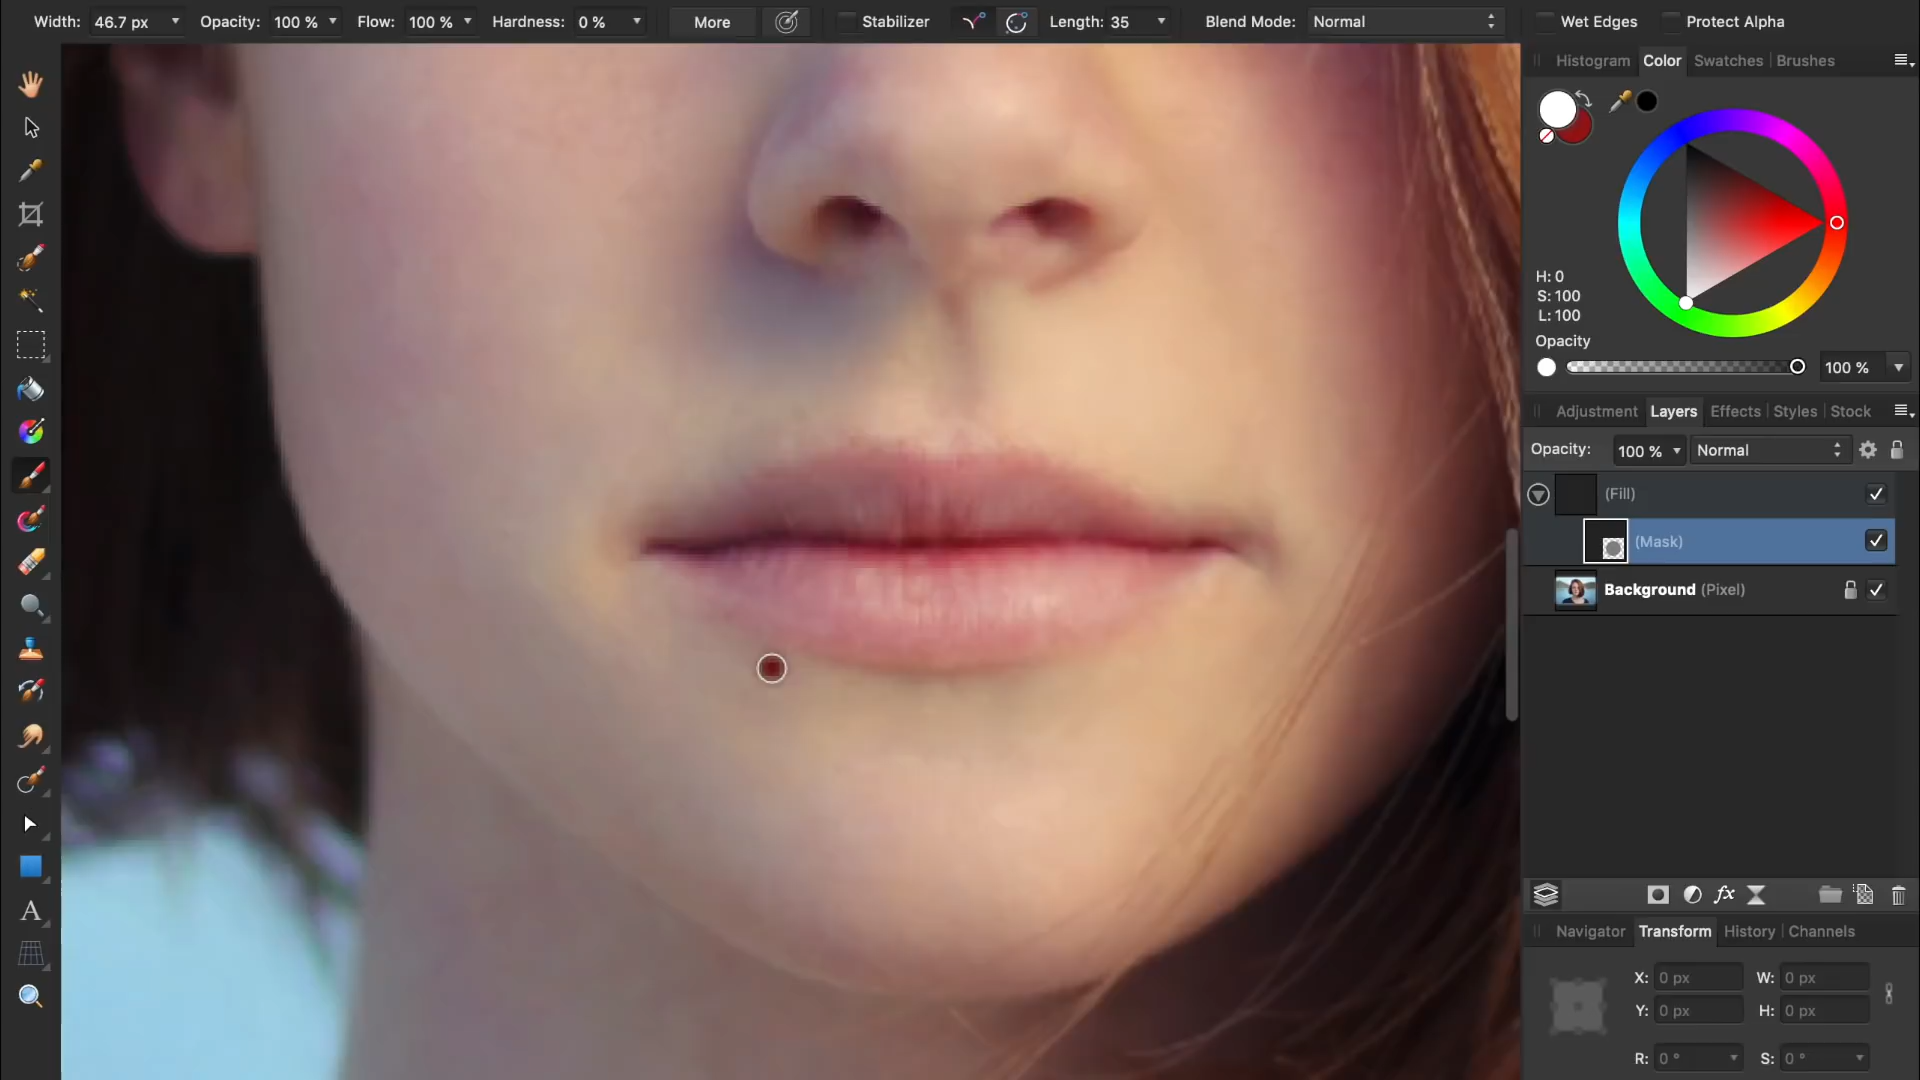 Width: 46.7 px Opacity: 100 % Flow: 100 % Hardness: 0 % More Stabilizer Length: 35 Blend Mode: Normal Wet Edges Protect Alpha
Histogram Color Swatches Brushes
H: 0
S: 100
L: 100
Opacity
100 %
Adjustment Layers Effects Styles Stock
Opacity: 100 % Normal
(Fill)
(Mask)
Background (Pixel)
fx
A
Navigator Transform History Channels
X: 0 px W: 0 px
Y: 0 px H: 0 px
R: 0 ° S: 0 °